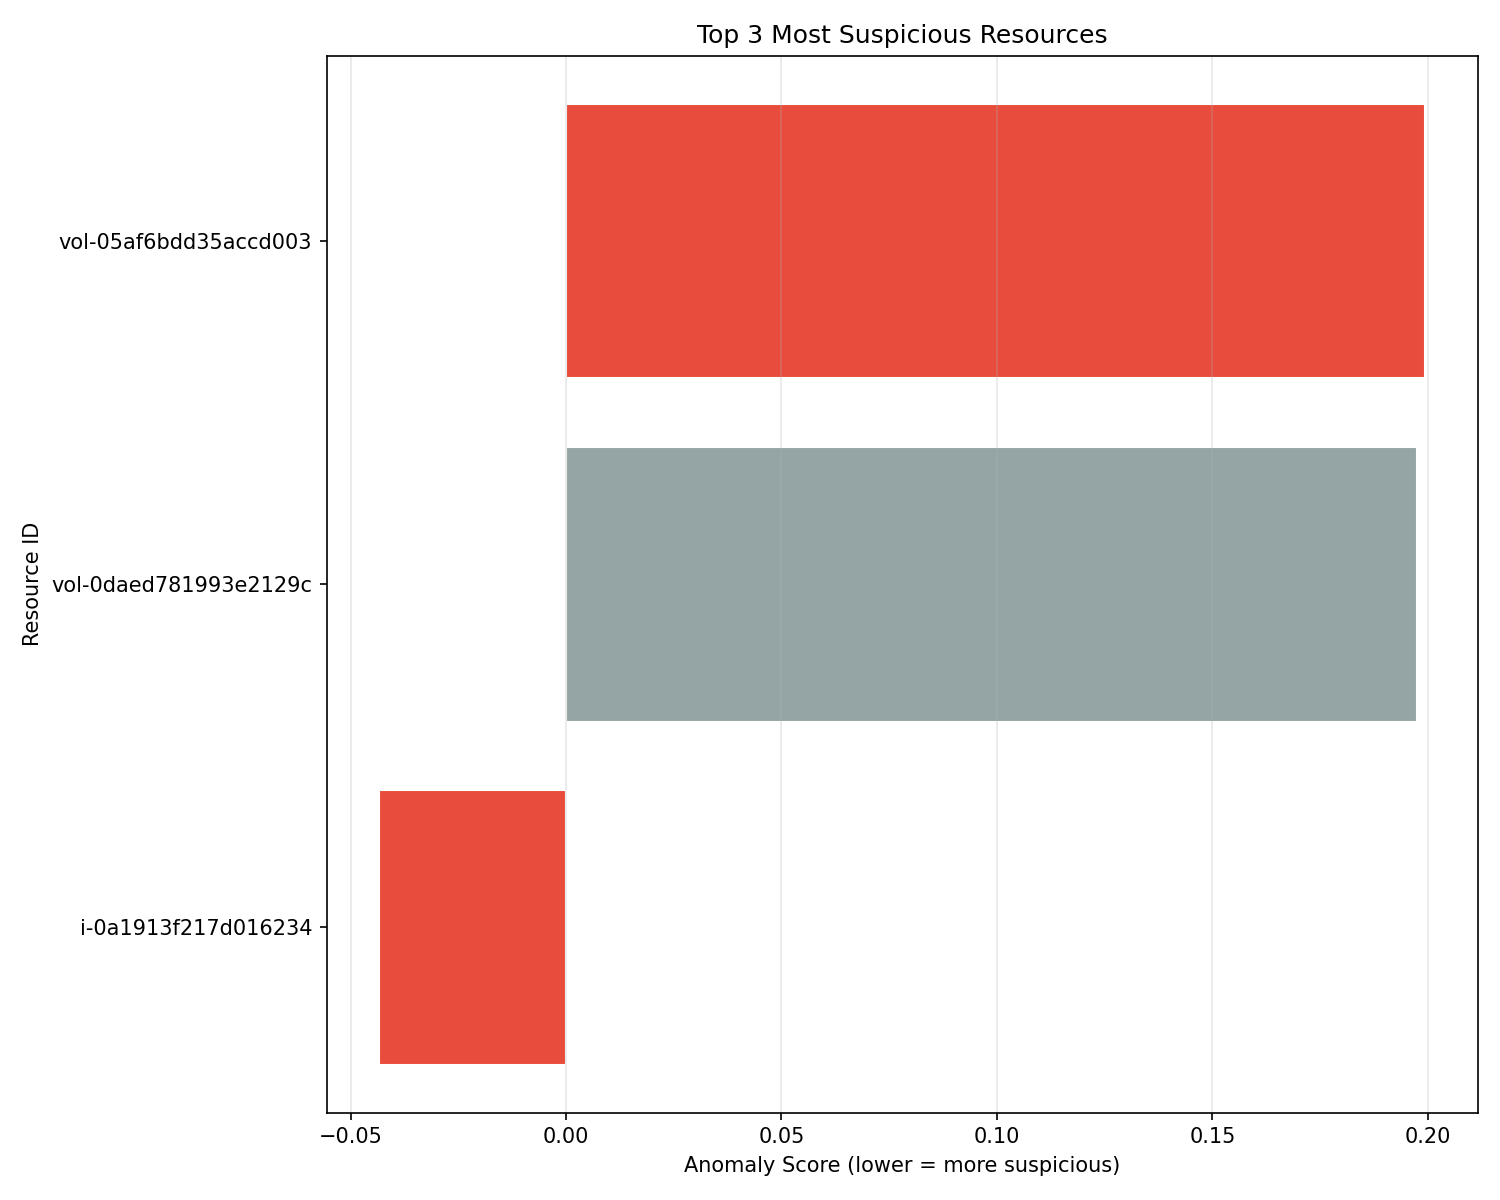 Top 3 Most Suspicious Resources
vol-05af6bdd35accd003
vol-0daed781993e2129c
i-0a1913f217d016234
Resource ID
−0.05
0.00
0.05
0.10
0.15
0.20
Anomaly Score (lower = more suspicious)